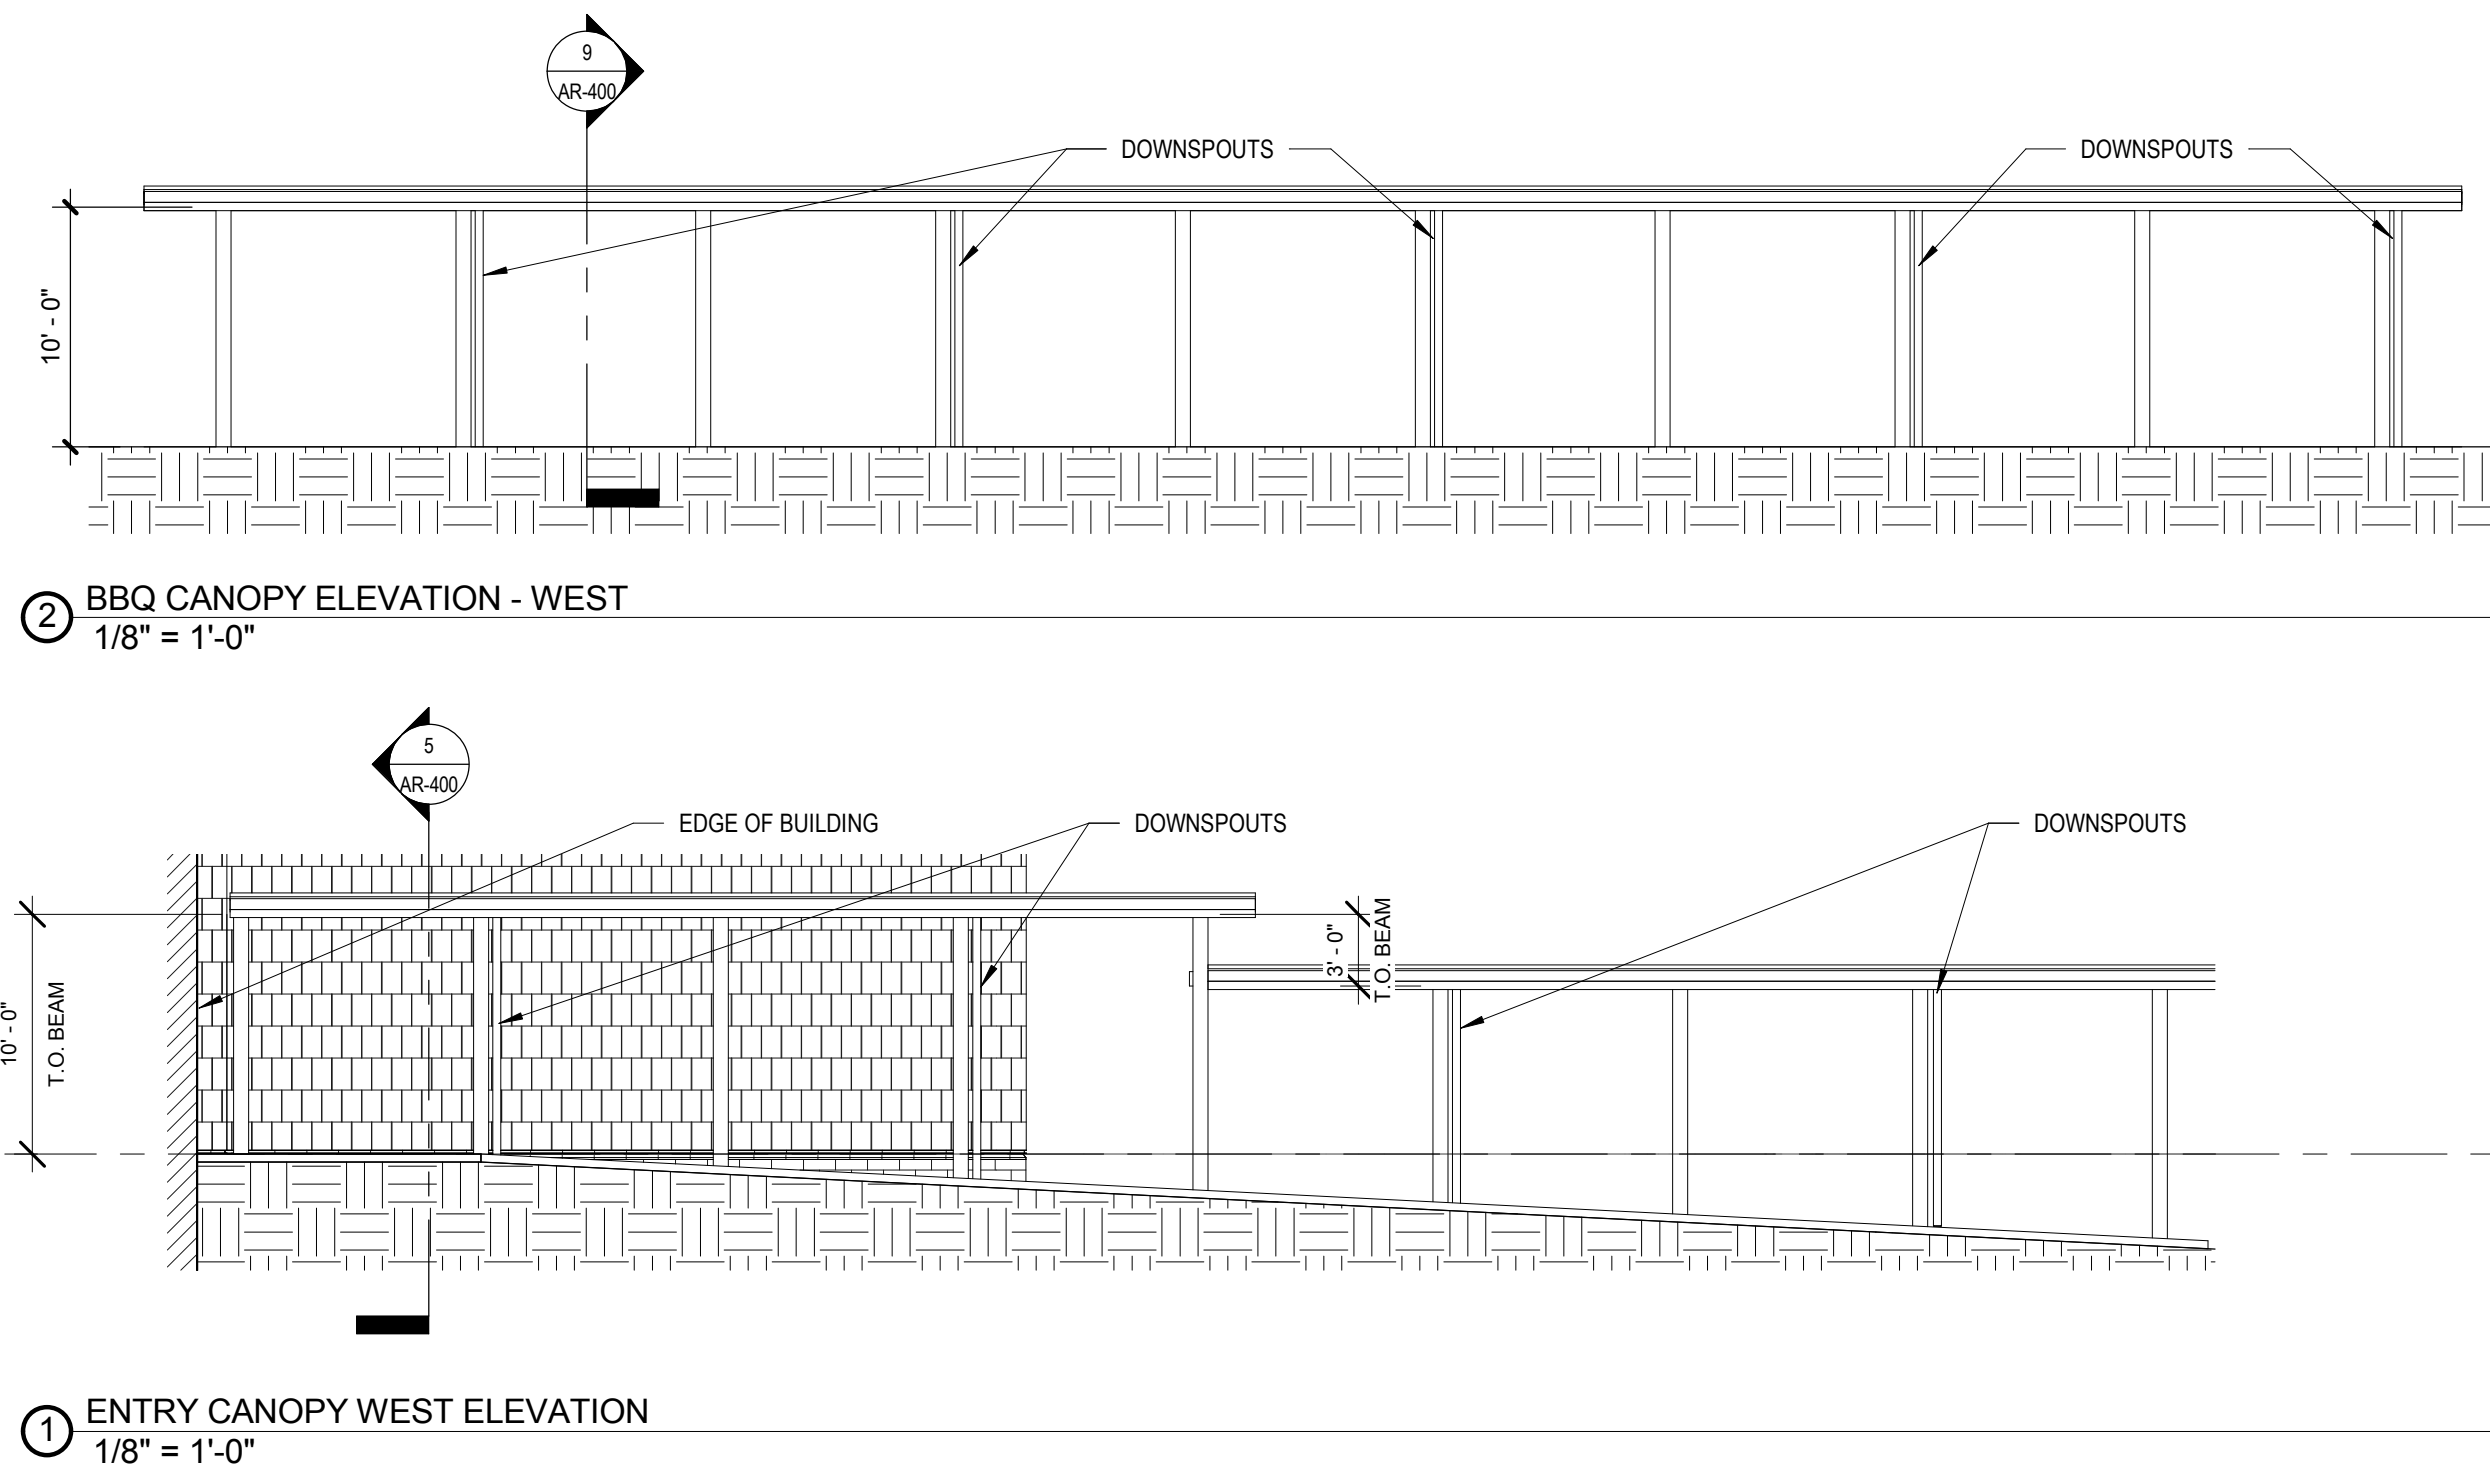 9
AR-400
DOWNSPOUTS
DOWNSPOUTS
10' - 0"
2
BBQ CANOPY ELEVATION - WEST
1/8" = 1'-0"
5
AR-400
EDGE OF BUILDING
DOWNSPOUTS
DOWNSPOUTS
10' - 0"
T.O. BEAM
3' - 0"
T.O. BEAM
1
ENTRY CANOPY WEST ELEVATION
1/8" = 1'-0"